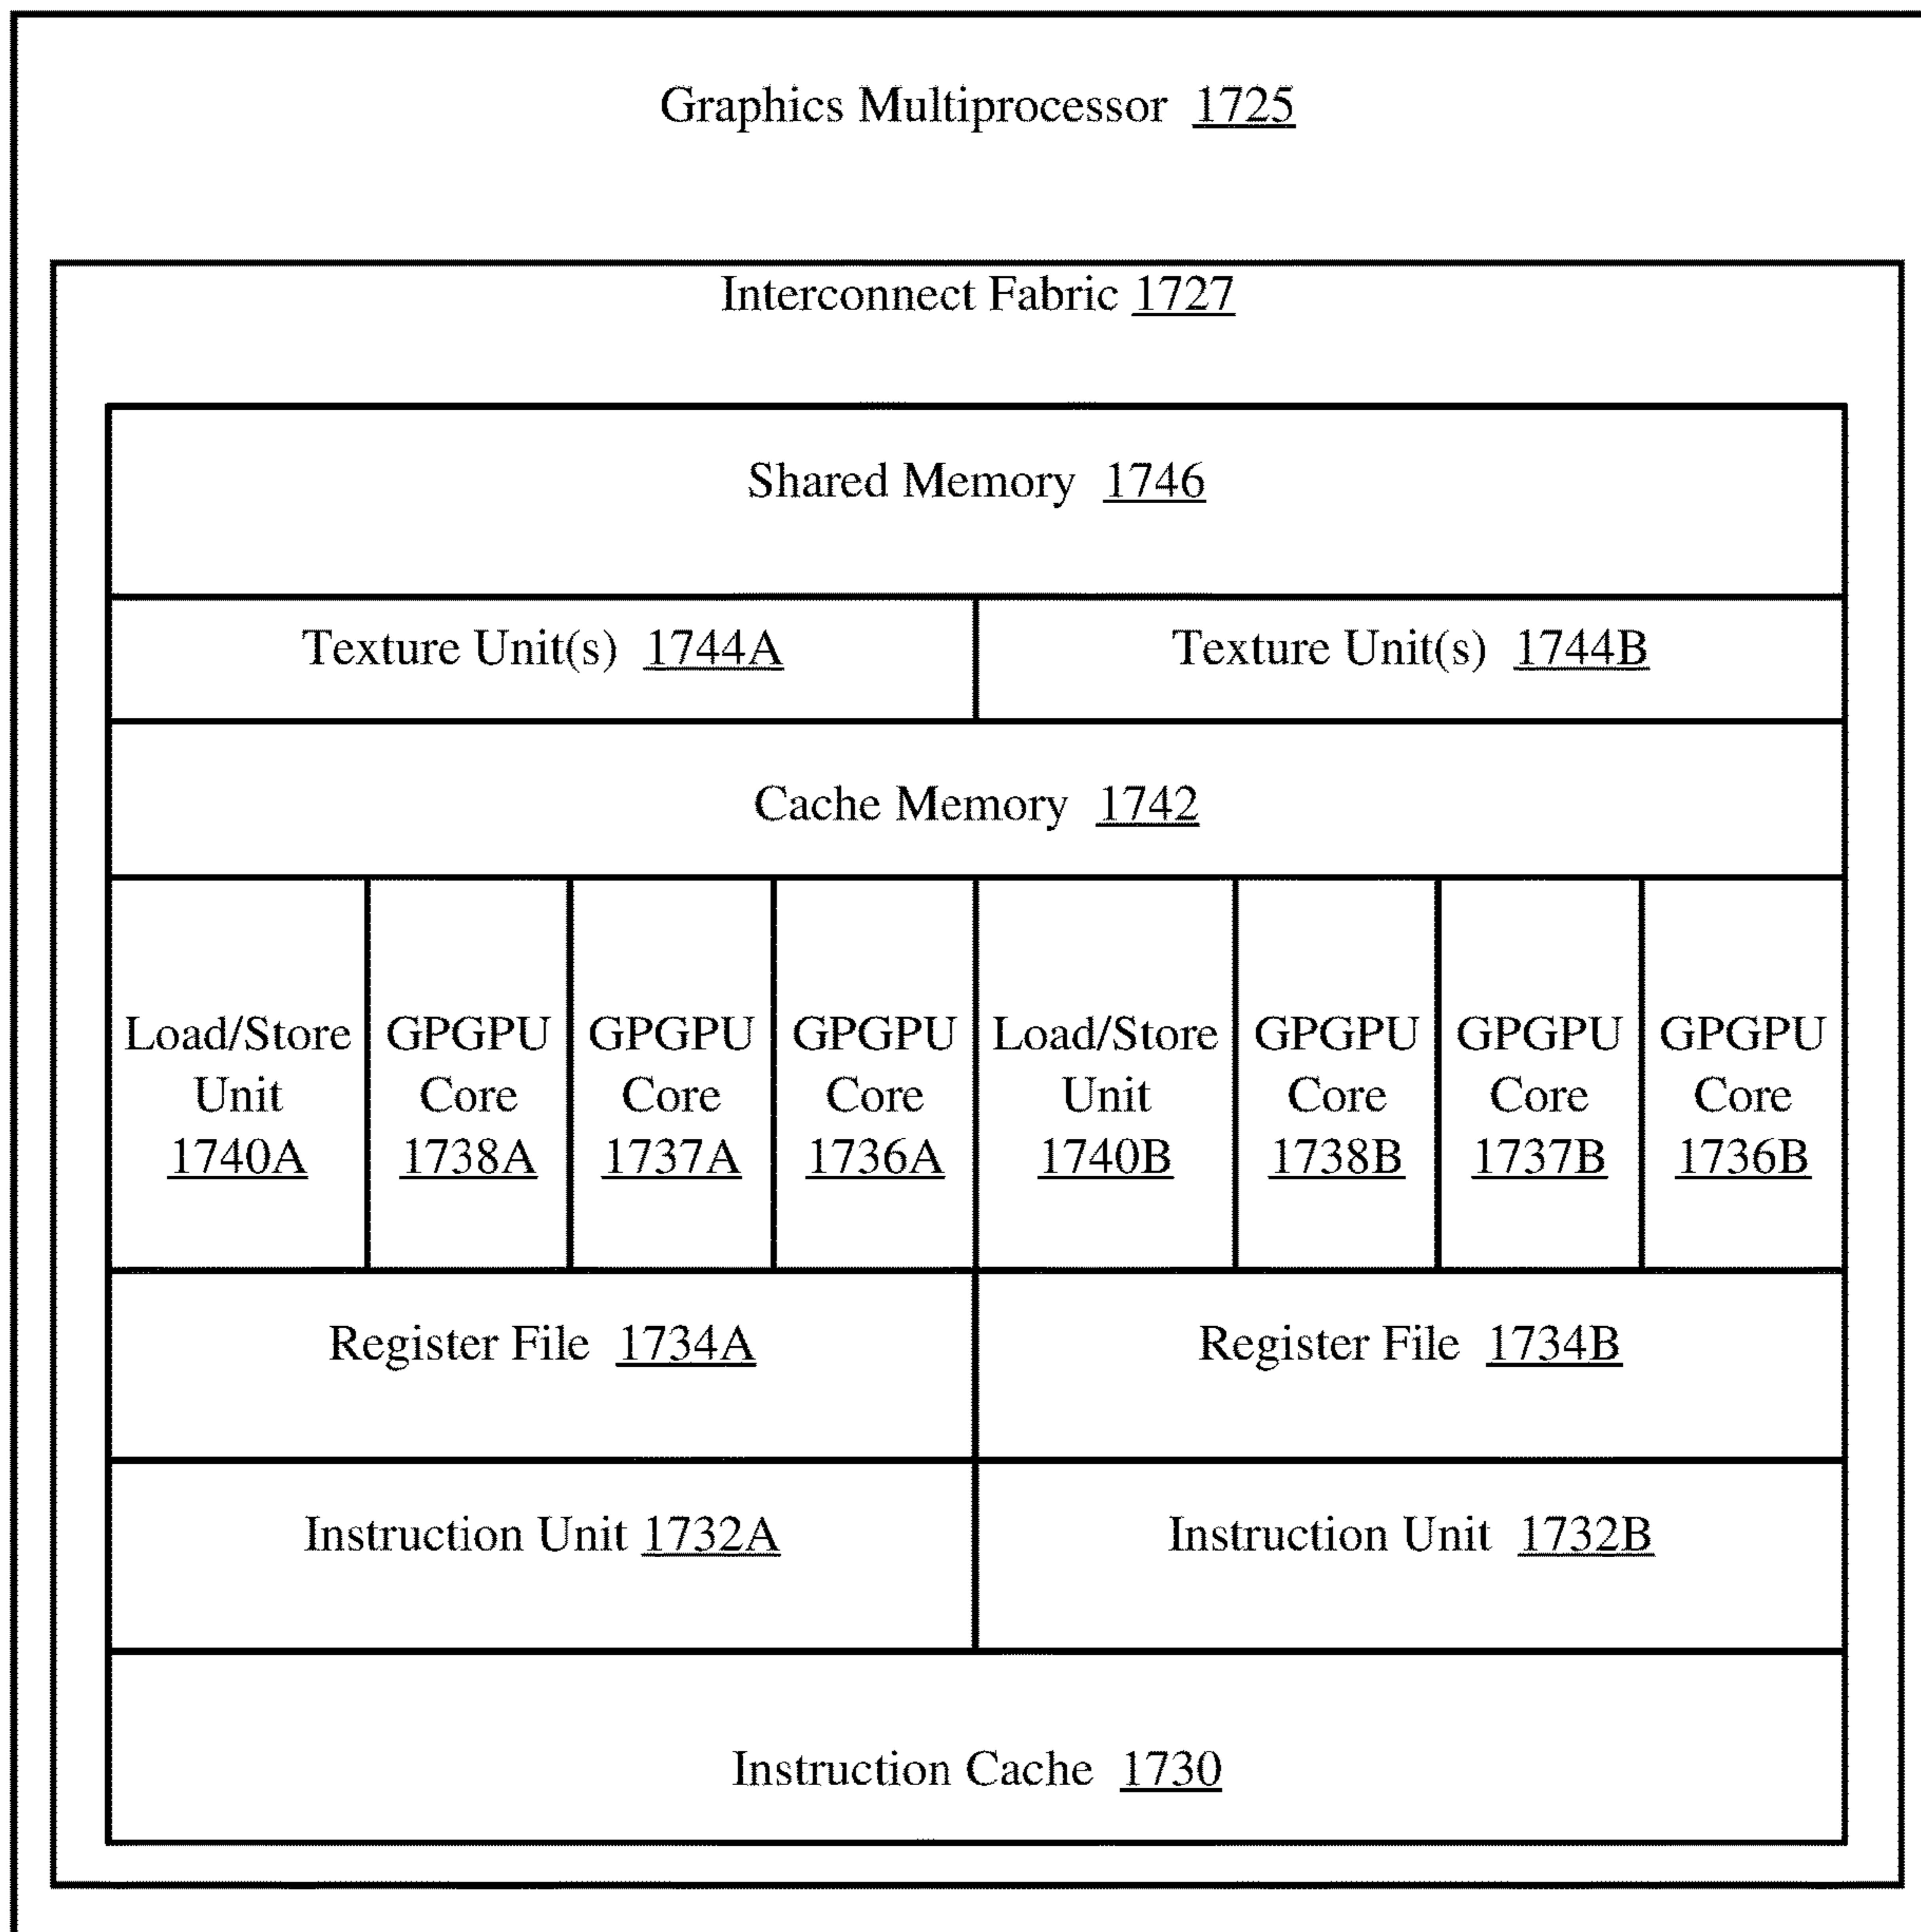 Graphics Multiprocessor 1725
Interconnect Fabric 1727
Shared Memory 1746
Texture Unit(s) 1744A
Texture Unit(s) 1744B
Cache Memory 1742
Load/Store
Unit
1740A
GPGPU
Core
1738A
GPGPU
Core
1737A
GPGPU
Core
1736A
Load/Store
Unit
1740B
GPGPU
Core
1738B
GPGPU
Core
1737B
GPGPU
Core
1736B
Register File 1734A
Register File 1734B
Instruction Unit 1732A
Instruction Unit 1732B
Instruction Cache 1730